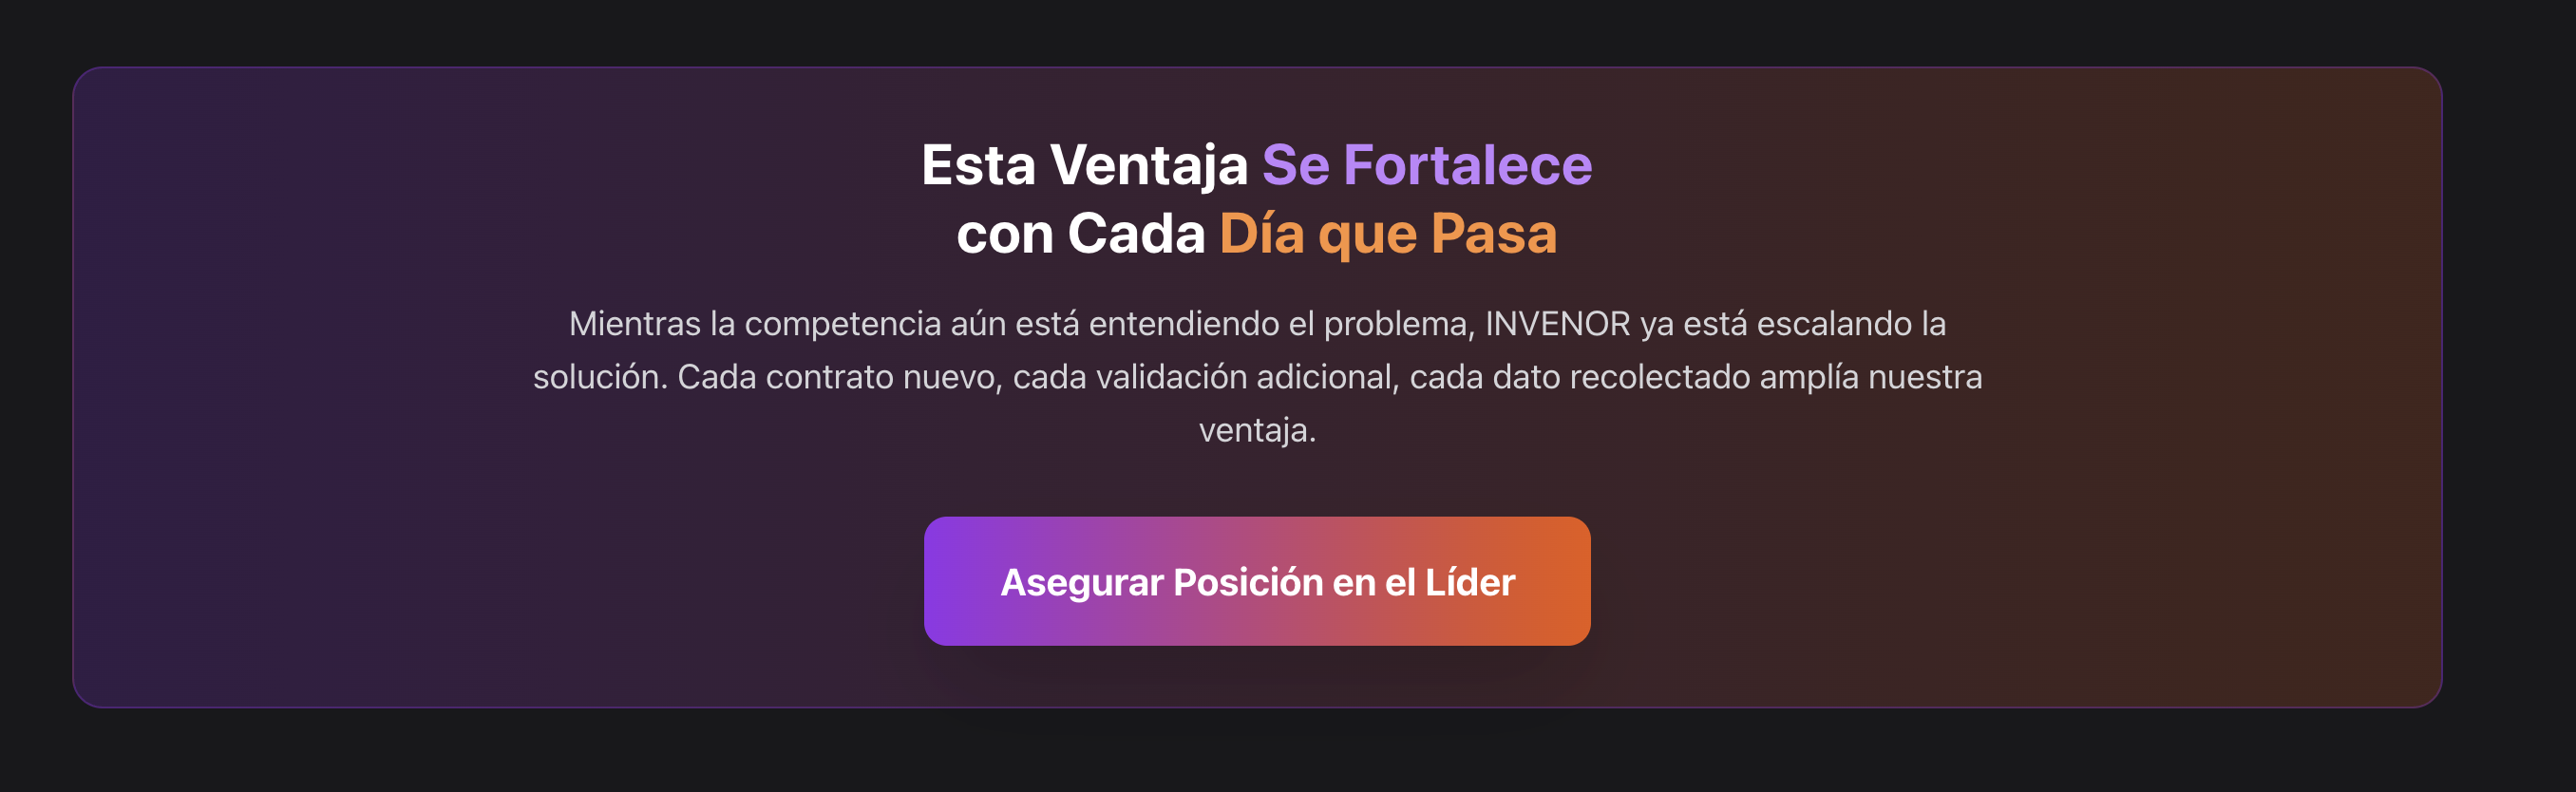 Esta Ventaja Se Fortalece
con Cada Día que Pasa
Mientras la competencia aún está entendiendo el problema, INVENOR ya está escalando la
solución. Cada contrato nuevo, cada validación adicional, cada dato recolectado amplía nuestra
ventaja.
Asegurar Posición en el Líder